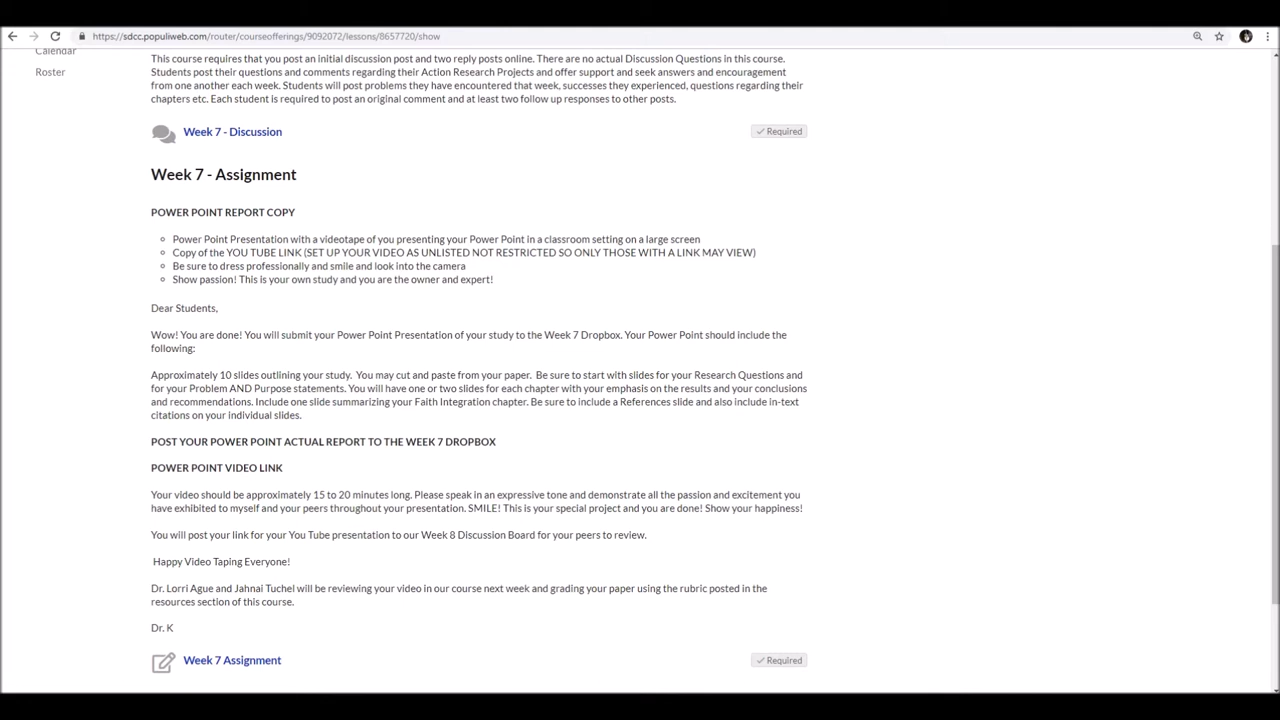 https://sdcc.populiweb.com/router/courseofferings/9092072/lessons/8657720/show
Calendar
Roster
This course requires that you post an initial discussion post and two reply posts online. There are no actual Discussion Questions in this course.
Students post their questions and comments regarding their Action Research Projects and offer support and seek answers and encouragement
from one another each week. Students will post problems they have encountered that week, successes they experienced, questions regarding their
chapters etc. Each student is required to post an original comment and at least two follow up responses to other posts.
Week 7 - Discussion
Required
Week 7 - Assignment
POWER POINT REPORT COPY
Power Point Presentation with a videotape of you presenting your Power Point in a classroom setting on a large screen
Copy of the YOU TUBE LINK (SET UP YOUR VIDEO AS UNLISTED NOT RESTRICTED SO ONLY THOSE WITH A LINK MAY VIEW)
Be sure to dress professionally and smile and look into the camera
Show passion! This is your own study and you are the owner and expert!
Dear Students,
Wow! You are done! You will submit your Power Point Presentation of your study to the Week 7 Dropbox. Your Power Point should include the
following:
Approximately 10 slides outlining your study. You may cut and paste from your paper. Be sure to start with slides for your Research Questions and
for your Problem AND Purpose statements. You will have one or two slides for each chapter with your emphasis on the results and your conclusions
and recommendations. Include one slide summarizing your Faith Integration chapter. Be sure to include a References slide and also include in-text
citations on your individual slides.
POST YOUR POWER POINT ACTUAL REPORT TO THE WEEK 7 DROPBOX
POWER POINT VIDEO LINK
Your video should be approximately 15 to 20 minutes long. Please speak in an expressive tone and demonstrate all the passion and excitement you
have exhibited to myself and your peers throughout your presentation. SMILE! This is your special project and you are done! Show your happiness!
You will post your link for your You Tube presentation to our Week 8 Discussion Board for your peers to review.
Happy Video Taping Everyone!
Dr. Lorri Ague and Jahnai Tuchel will be reviewing your video in our course next week and grading your paper using the rubric posted in the
resources section of this course.
Dr. K
Week 7 Assignment
Required